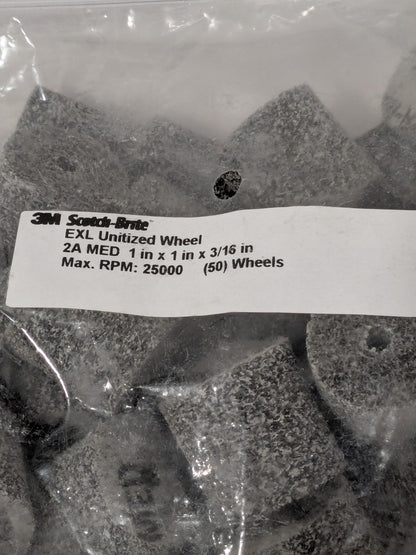 3M Scotch-Brite™
EXL Unitized Wheel
2A MED 1 in x 1 in x 3/16 in
Max. RPM: 25000 (50) Wheels